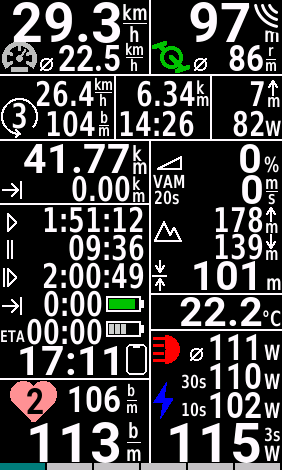 29.3 km/h
ø 22.5 km/h
97 r/m
ø 86 r/m
3 26.4 km/h
104 b/m
6.34 km
14:26
7 m
82 W
41.77 km
0.00 km
1:51:12
09:36
2:00:49
0:00
ETA 00:00
17:11
0 %
VAM 20s 0 m/s
178 m
139 m
101 m
22.2 °C
ø 111 W
30s 110 W
10s 102 W
115 3s W
2 106 b/m
113 b/m